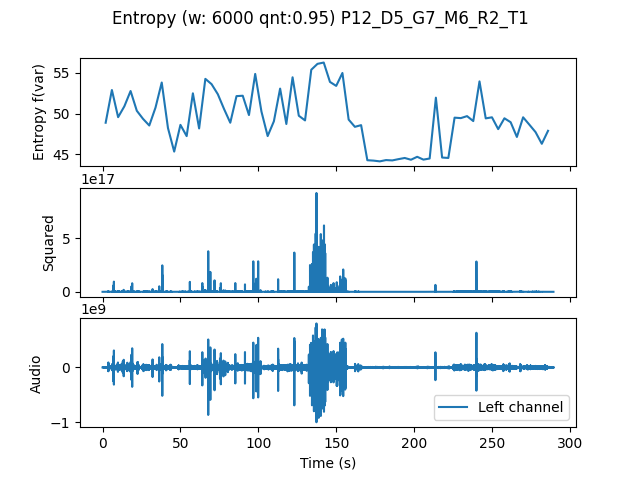 Entropy (w: 6000 qnt:0.95) P12_D5_G7_M6_R2_T1
Entropy f(var)
55
50
45
1e17
Squared
5
0
1e9
Audio
0
−1
Left channel
0
50
100
150
200
250
300
Time (s)